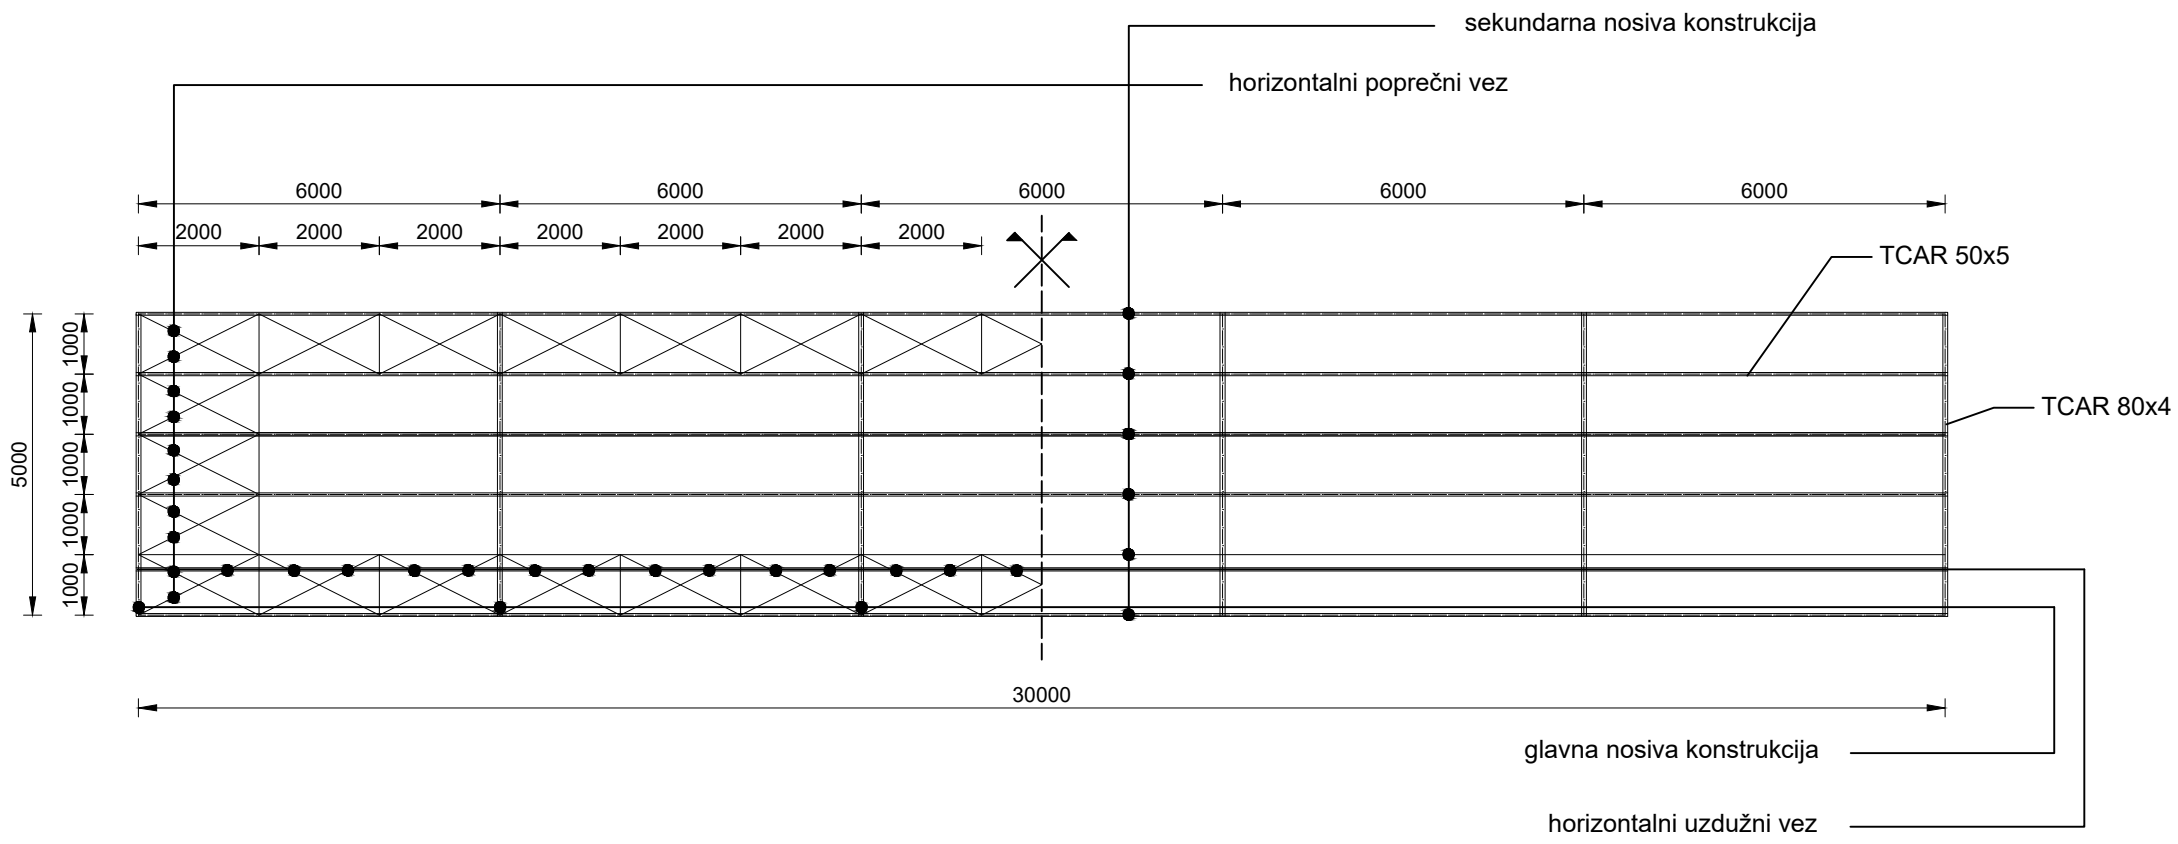 sekundarna nosiva konstrukcija
horizontalni poprečni vez
6000 6000 6000 6000 6000
2000 2000 2000 2000 2000 2000 2000
TCAR 50x5
TCAR 80x4
5000
1000
1000
1000
1000
1000
30000
glavna nosiva konstrukcija
horizontalni uzdužni vez